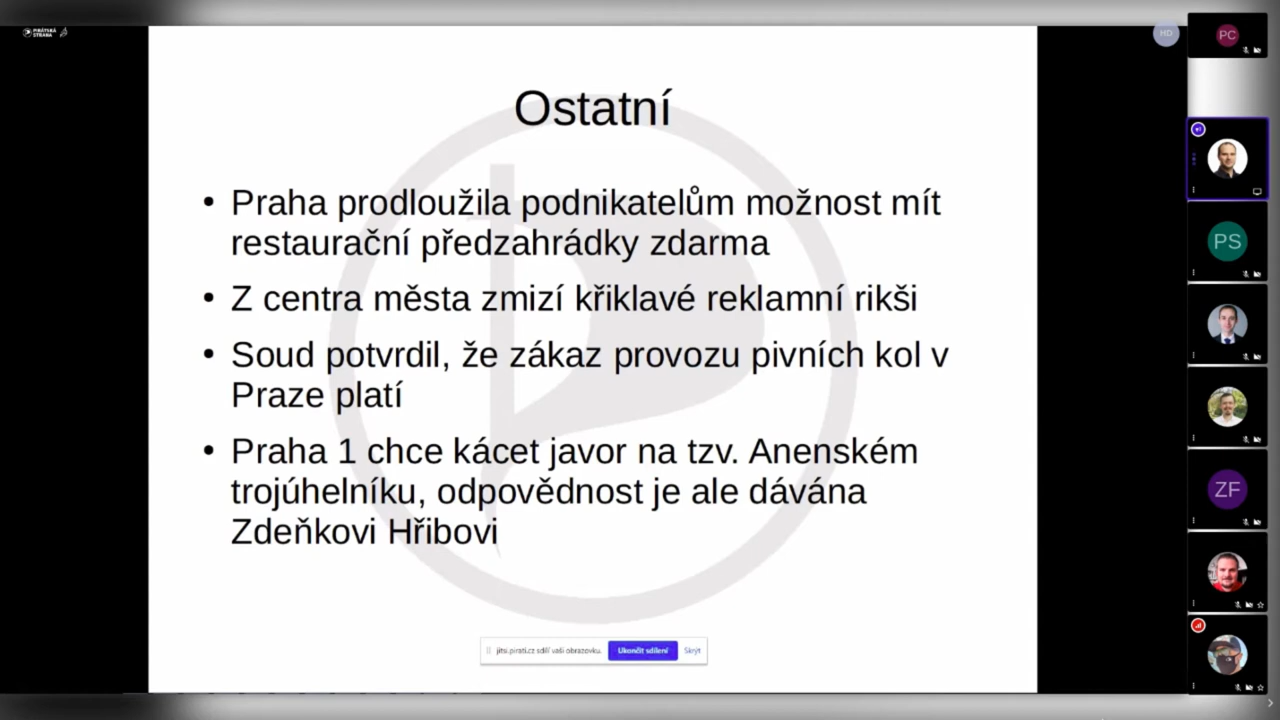 PIRÁTSKÁ
STRANA
HD
PC
Ostatní
• Praha prodloužila podnikatelům možnost mít
restaurační předzahrádky zdarma
• Z centra města zmizí křiklavé reklamní rikši
• Soud potvrdil, že zákaz provozu pivních kol v
Praze platí
• Praha 1 chce kácet javor na tzv. Anenském
trojúhelníku, odpovědnost je ale dávána
Zdeňkovi Hřibovi
PS
ZF
jitsi.pirati.cz sdílí vaši obrazovku. Ukončit sdílení Skrýt